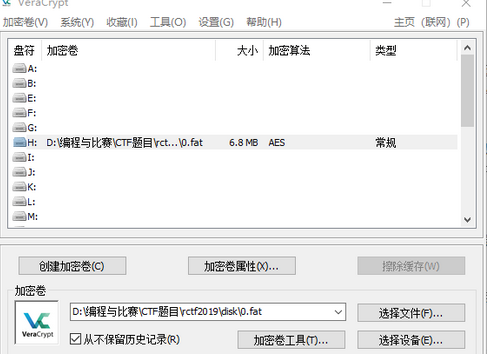 VeraCrypt
加密卷(V) 系统(Y) 收藏(I) 工具(O) 设置(G) 帮助(H) 主页（联网）(P)
盘符 加密卷 大小 加密算法 类型
A:
B:
E:
F:
G:
H: D:\编程与比赛\CTF题目\rct...\0.fat 6.8 MB AES 常规
I:
J:
K:
L:
M:
创建加密卷(C) 加密卷属性(X)... 擦除缓存(W)
加密卷
D:\编程与比赛\CTF题目\rctf2019\disk\0.fat 选择文件(F)...
VeraCrypt
从不保留历史记录(R) 加密卷工具(T)... 选择设备(E)...